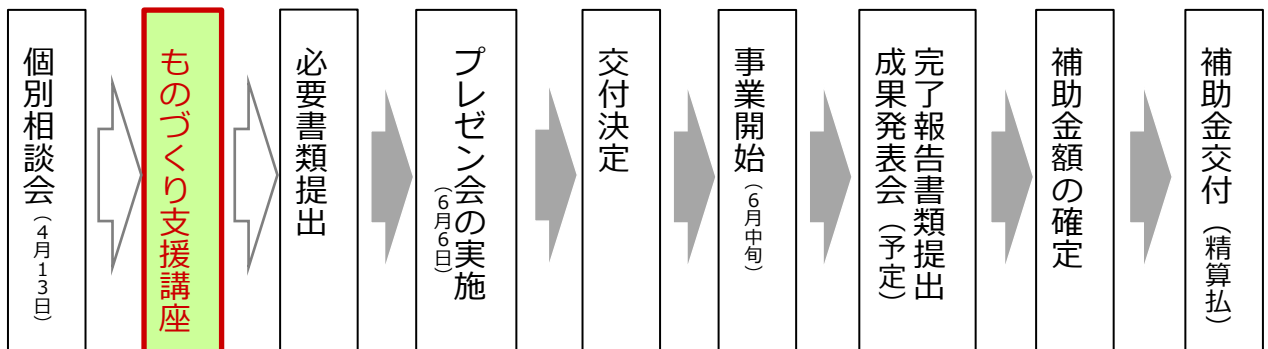 個別相談会（４月１３日）
ものづくり支援講座
必要書類提出
プレゼン会の実施
（６月６日）
交付決定
事業開始（６月中旬）
完了報告書類提出
成果発表会（予定）
補助金額の確定
補助金交付（精算払）